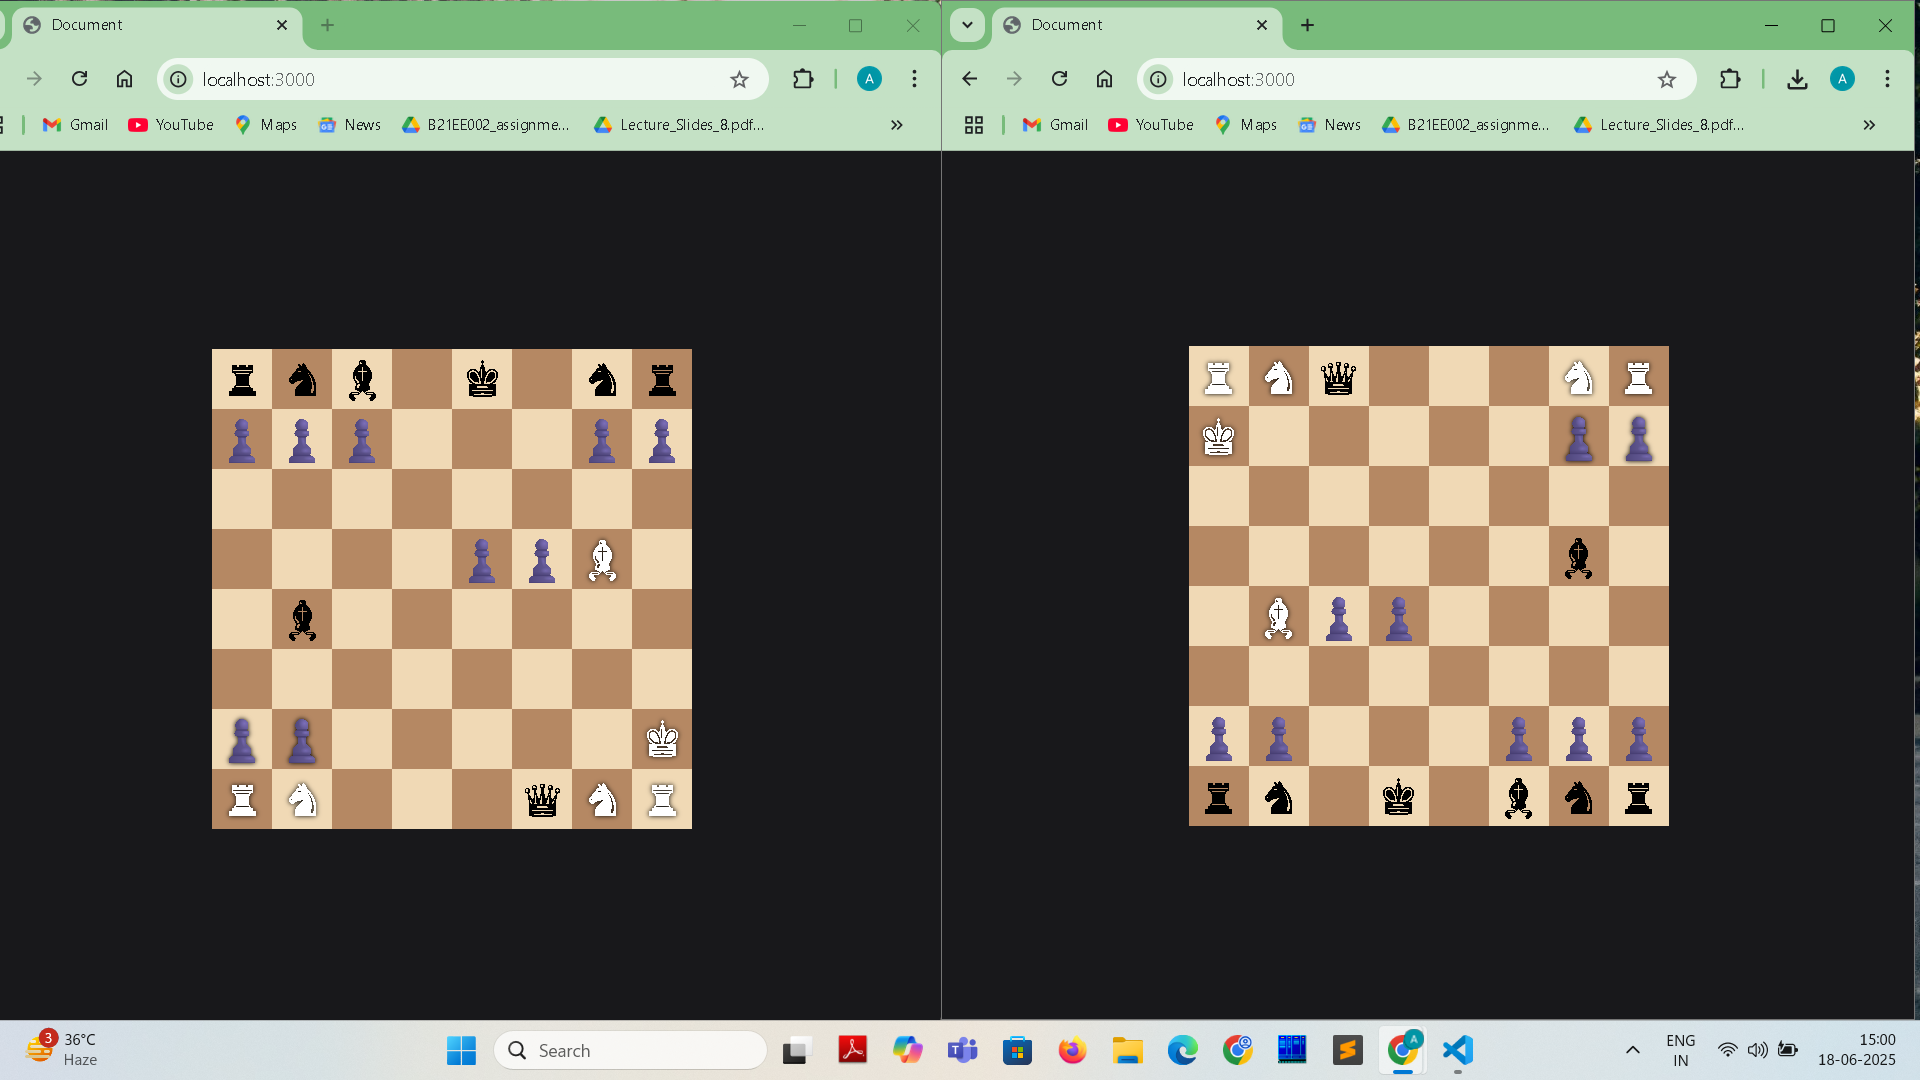 Document
localhost:3000
A
Gmail
YouTube
Maps
News
B21EE002_assignme...
Lecture_Slides_8.pdf...
Document
localhost:3000
A
Gmail
YouTube
Maps
News
B21EE002_assignme...
Lecture_Slides_8.pdf...
3
36°C
Haze
Search
A
ENG
IN
15:00
18-06-2025